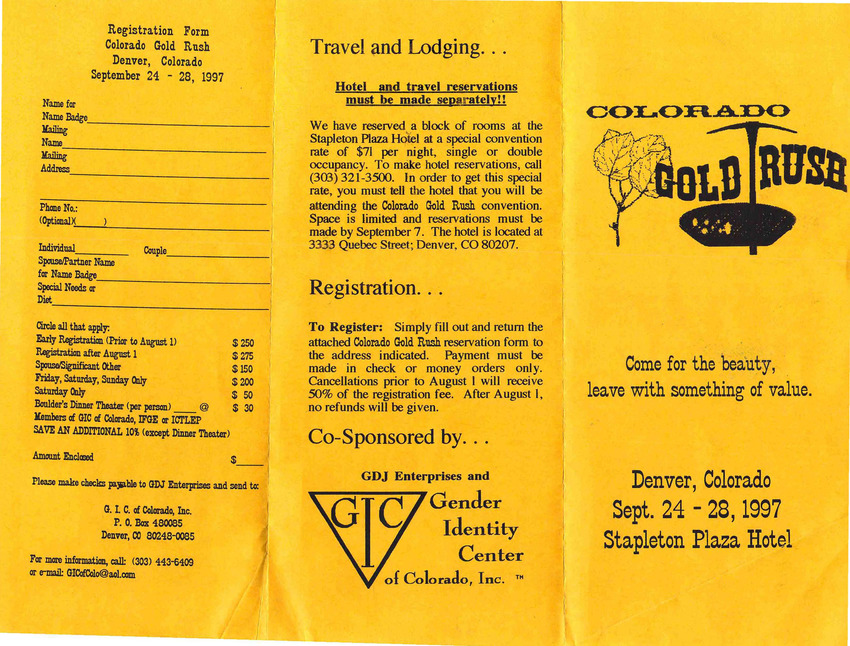 Registration Form
Colorado Gold Rush
Denver, Colorado
September 24 - 28, 1997
Name for
Name Badge
Mailing
Name
Mailing
Address
Phone No.:
(Optional)( )
Individual Couple
Spouse/Partner Name
for Name Badge
Special Needs or
Diet
Circle all that apply:
Early Registration (Prior to August 1) $ 250
Registration after August 1 $ 275
Spouse/Significant Other $ 150
Friday, Saturday, Sunday Only $ 200
Saturday Only $ 50
Boulder's Dinner Theater (per person) ____ @ $ 30
Members of GIC of Colorado, IFGE or ICTLEP
SAVE AN ADDITIONAL 10% (except Dinner Theater)
Amount Enclosed $____
Please make checks payable to GDJ Enterprises and send to:
G. I. C. of Colorado, Inc.
P. O. Box 480085
Denver, CO 80248-0085
For more information, call: (303) 443-6409
or e-mail: GICofColo@aol.com
Travel and Lodging. . .
Hotel and travel reservations
must be made separately!!
We have reserved a block of rooms at the
Stapleton Plaza Hotel at a special convention
rate of $71 per night, single or double
occupancy. To make hotel reservations, call
(303) 321-3500. In order to get this special
rate, you must tell the hotel that you will be
attending the Colorado Gold Rush convention.
Space is limited and reservations must be
made by September 7. The hotel is located at
3333 Quebec Street; Denver, CO 80207.
Registration. . .
To Register: Simply fill out and return the
attached Colorado Gold Rush reservation form to
the address indicated. Payment must be
made in check or money orders only.
Cancellations prior to August 1 will receive
50% of the registration fee. After August 1,
no refunds will be given.
Co-Sponsored by. . .
GDJ Enterprises and
GIC
Gender
Identity
Center
of Colorado, Inc. ™
COLORADO
GOLD RUSH
Come for the beauty,
leave with something of value.
Denver, Colorado
Sept. 24 - 28, 1997
Stapleton Plaza Hotel